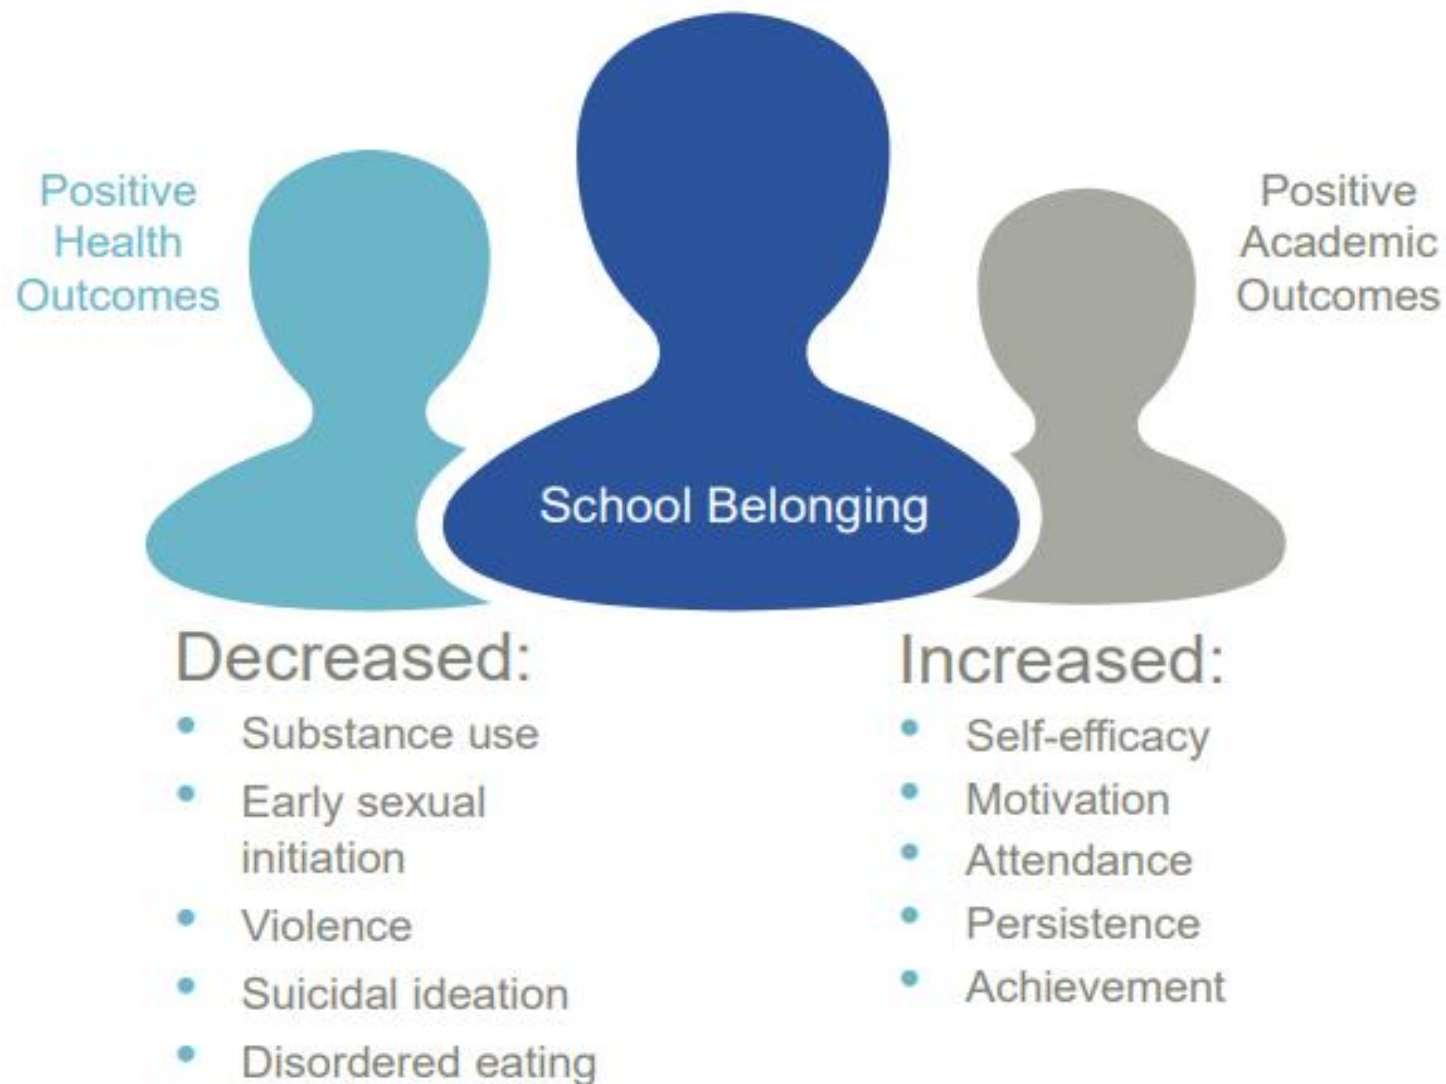 Positive
Health
Outcomes
Positive
Academic
Outcomes
School Belonging
Decreased:
• Substance use
• Early sexual
initiation
• Violence
• Suicidal ideation
• Disordered eating
Increased:
• Self-efficacy
• Motivation
• Attendance
• Persistence
• Achievement